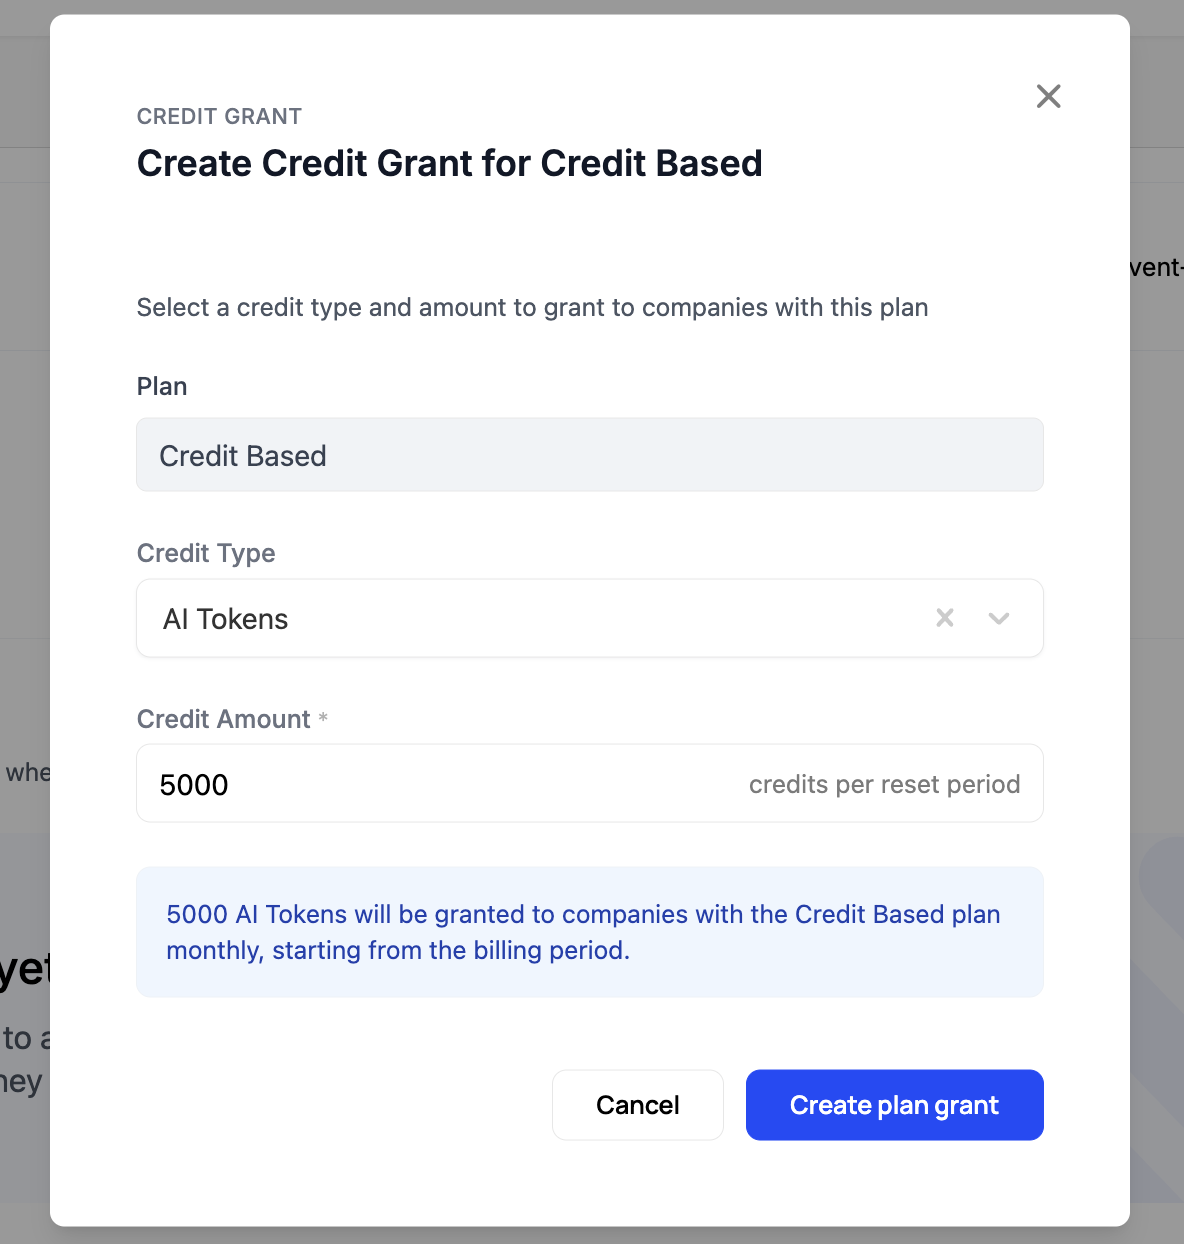 CREDIT GRANT
Create Credit Grant for Credit Based
vent-
Select a credit type and amount to grant to companies with this plan
Plan
Credit Based
Credit Type
AI Tokens
Credit Amount *
whe
5000
credits per reset period
5000 AI Tokens will be granted to companies with the Credit Based plan
monthly, starting from the billing period.
yet
to a
hey
Cancel
Create plan grant